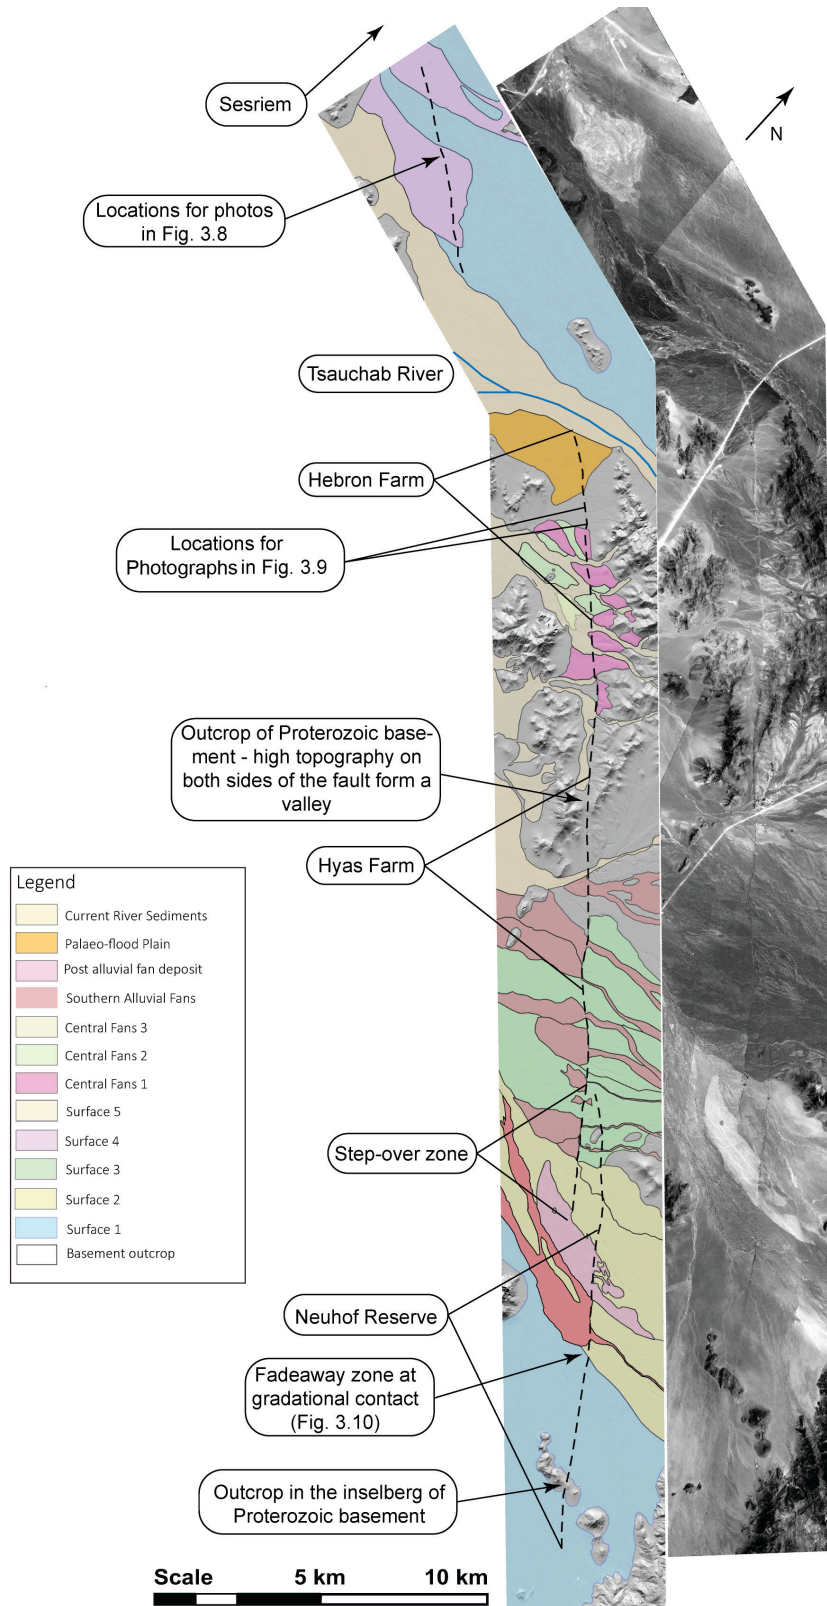 Sesriem
N
Locations for photos
in Fig. 3.8
Tsauchab River
Hebron Farm
Locations for
Photographs in Fig. 3.9
Outcrop of Proterozoic base-
ment - high topography on
both sides of the fault form a
valley
Hyas Farm
Legend
Current River Sediments
Palaeo-flood Plain
Post alluvial fan deposit
Southern Alluvial Fans
Central Fans 3
Central Fans 2
Central Fans 1
Surface 5
Surface 4
Surface 3
Surface 2
Surface 1
Basement outcrop
Step-over zone
Neuhof Reserve
Fadeaway zone at
gradational contact
(Fig. 3.10)
Outcrop in the inselberg of
Proterozoic basement
Scale 5 km 10 km